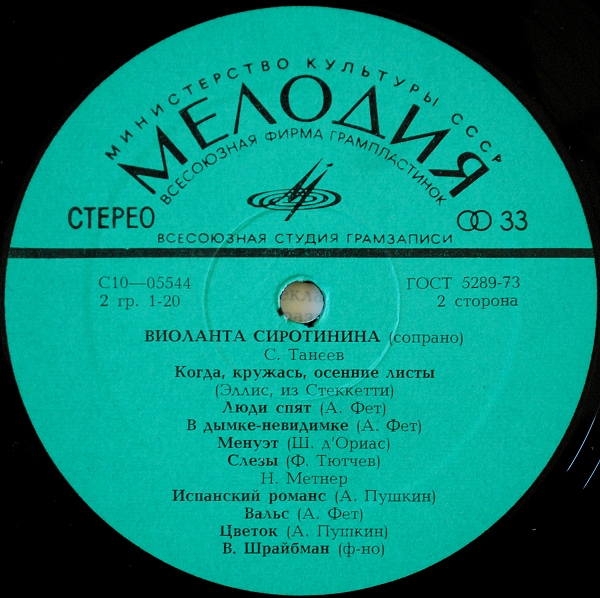 МИНИСТЕРСТВО КУЛЬТУРЫ СССР
МЕЛОДИЯ
ВСЕСОЮЗНАЯ ФИРМА ГРАМПЛАСТИНОК
СТЕРЕО
33
ВСЕСОЮЗНАЯ СТУДИЯ ГРАМЗАПИСИ
С10—05544
ГОСТ 5289-73
2 гр. 1-20
2 сторона
ВИОЛАНТА СИРОТИНИНА (сопрано)
С. Танеев
Когда, кружась, осенние листы
(Эллис, из Стеккетти)
Люди спят (А. Фет)
В дымке-невидимке (А. Фет)
Менуэт (Ш. д'Ориас)
Слезы (Ф. Тютчев)
Н. Метнер
Испанский романс (А. Пушкин)
Вальс (А. Фет)
Цветок (А. Пушкин)
В. Шрайбман (ф-но)